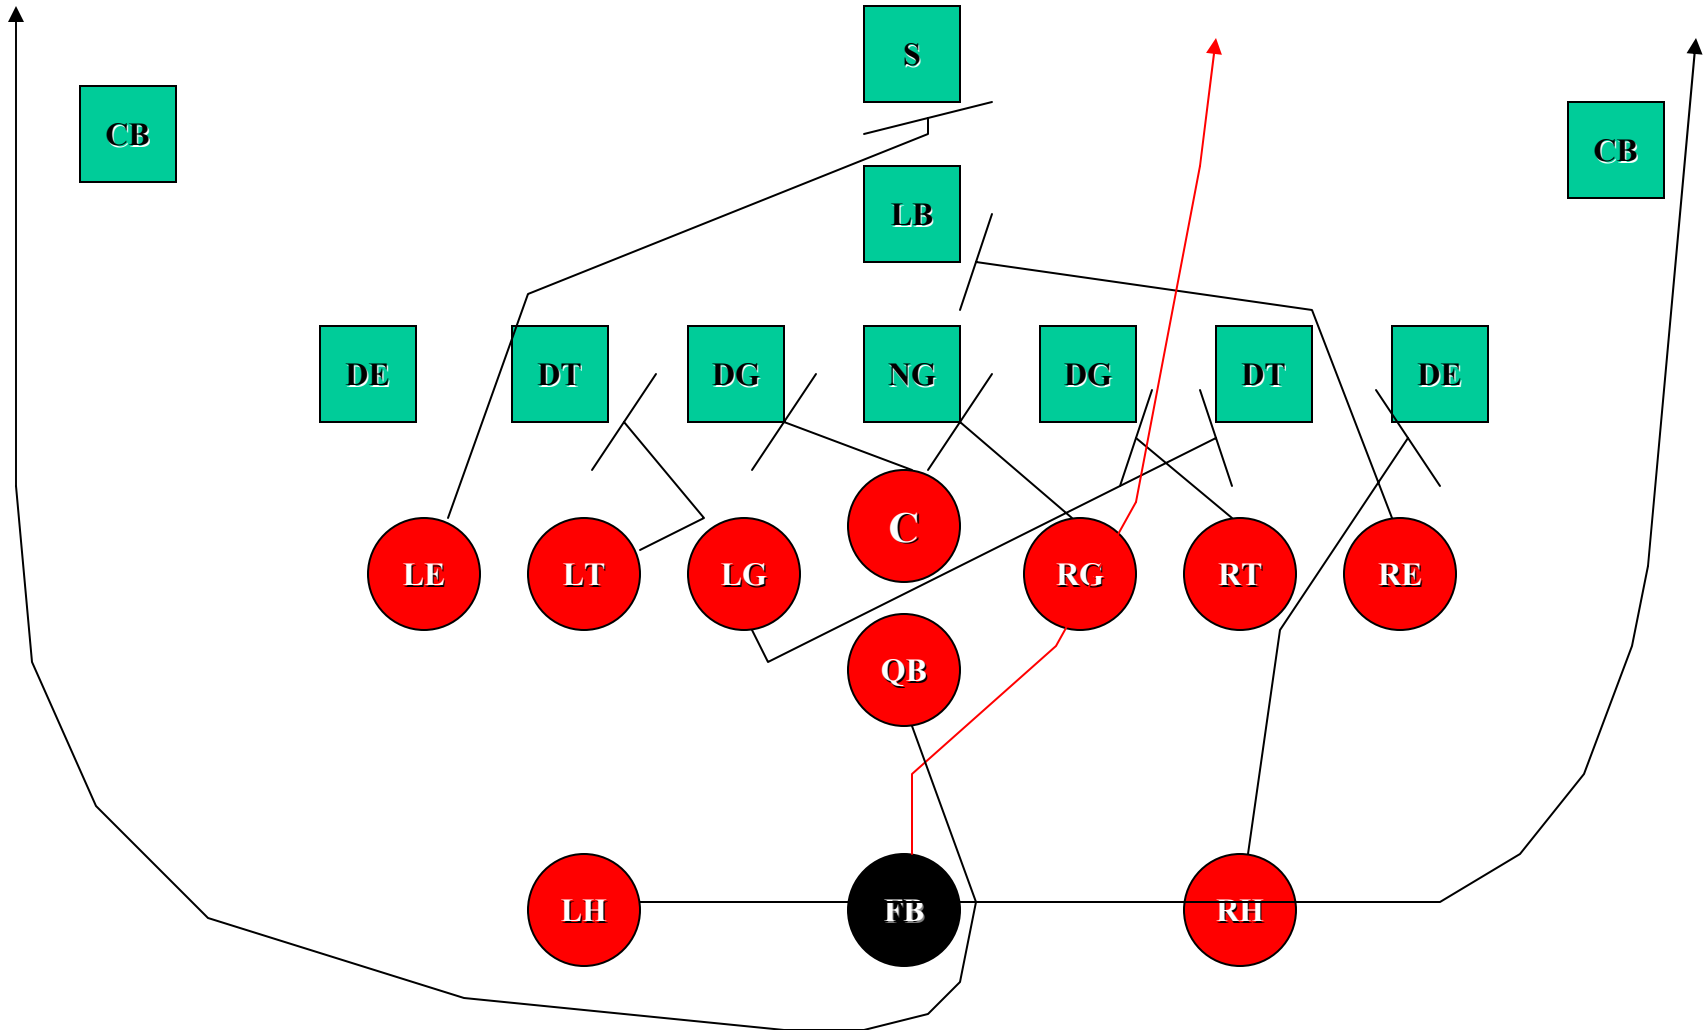 S
CB
CB
LB
DE
DT
DG
NG
DG
DT
DE
C
LE
LT
LG
RG
RT
RE
QB
LH
FB
RH